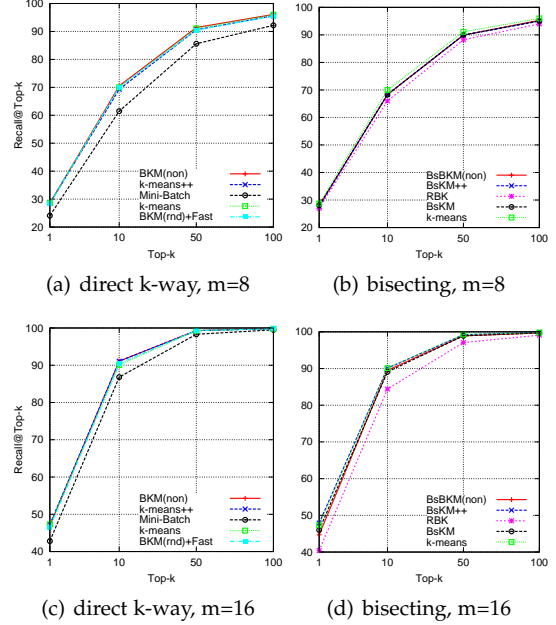 100
90
80
70
60
50
40
30
20
1
10
50
100
Recall@Top-k
Top-k
BKM(non)
k-means++
Mini-Batch
k-means
BKM(rnd)+Fast
(a) direct k-way, m=8
100
90
80
70
60
50
40
30
20
1
10
50
100
Top-k
BsBKM(non)
BsKM++
RBK
BsKM
k-means
(b) bisecting, m=8
100
90
80
70
60
50
40
1
10
50
100
Recall@Top-k
Top-k
BKM(non)
k-means++
Mini-Batch
k-means
BKM(rnd)+Fast
(c) direct k-way, m=16
100
90
80
70
60
50
40
1
10
50
100
Top-k
BsBKM(non)
BsKM++
RBK
BsKM
k-means
(d) bisecting, m=16